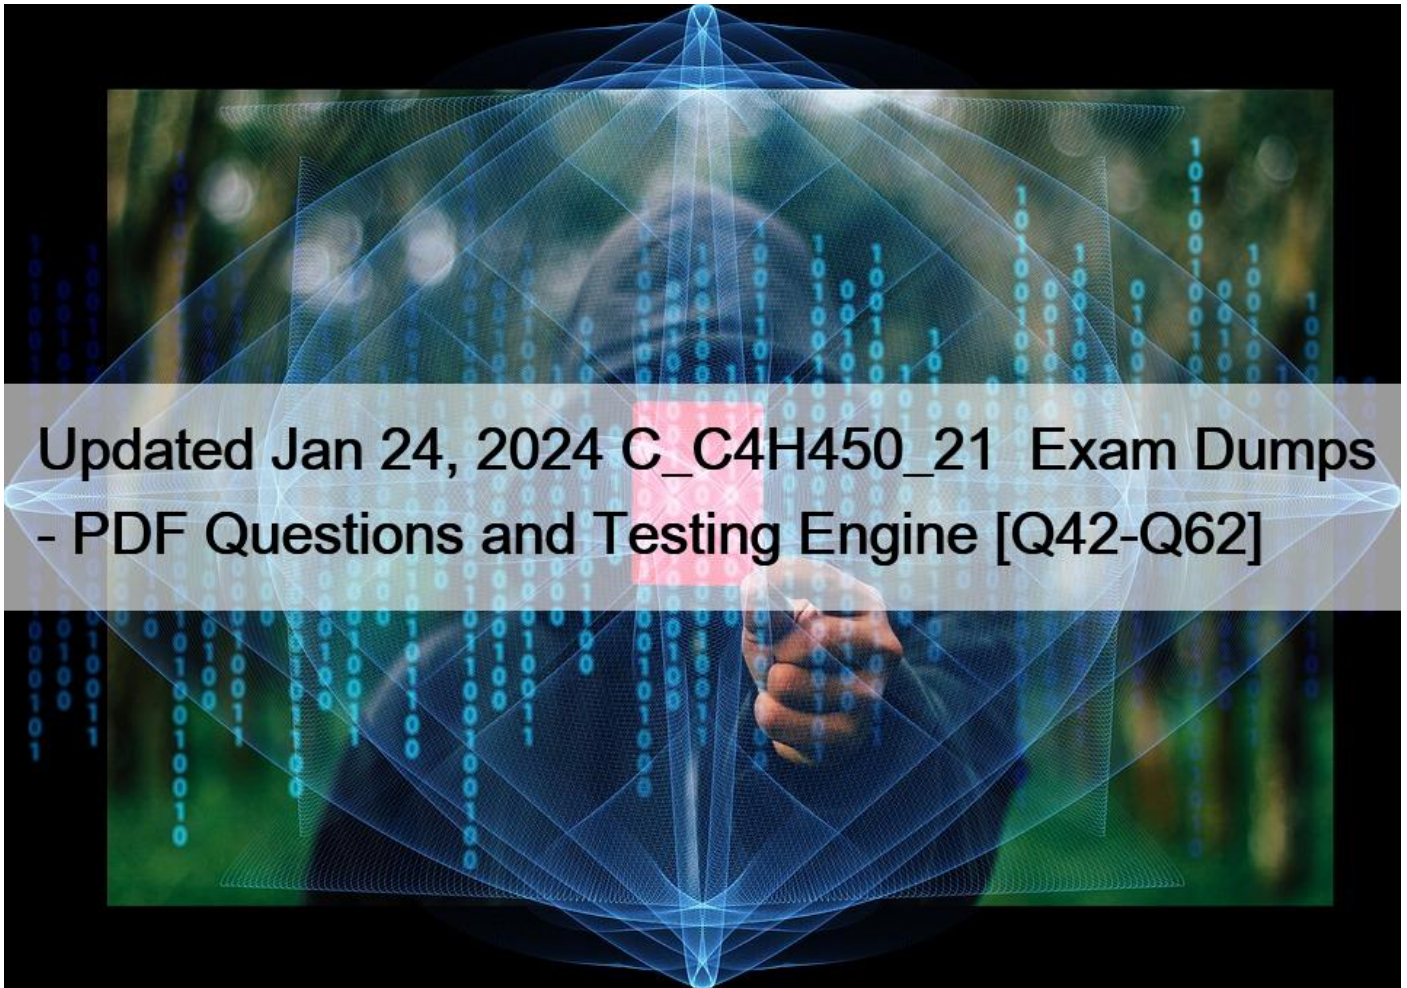 Updated Jan 24, 2024 C_C4H450_21 Exam Dumps
- PDF Questions and Testing Engine [Q42-Q62]